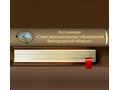 Ассоциация
«Совет муниципальных образований
Белгородской области»